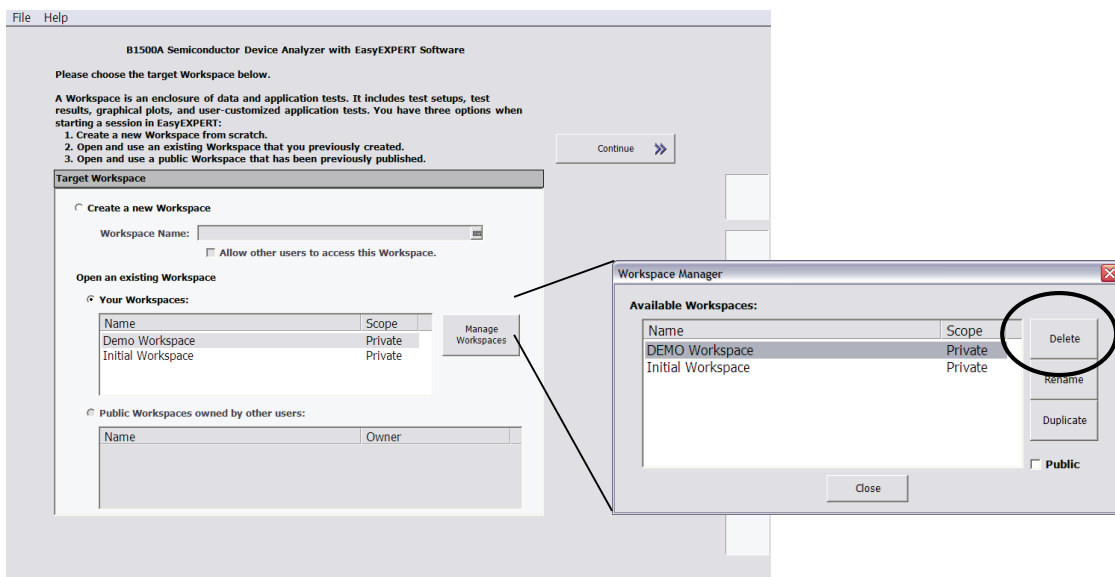 File Help
B1500A Semiconductor Device Analyzer with EasyEXPERT Software
Please choose the target Workspace below.
A Workspace is an enclosure of data and application tests. It includes test setups, test
results, graphical plots, and user-customized application tests. You have three options when
starting a session in EasyEXPERT:
1. Create a new Workspace from scratch.
2. Open and use an existing Workspace that you previously created.
3. Open and use a public Workspace that has been previously published.
Continue
Target Workspace
Create a new Workspace
Workspace Name:
Allow other users to access this Workspace.
Open an existing Workspace
Your Workspaces:
Name Scope
Demo Workspace Private
Initial Workspace Private
Manage
Workspaces
Public Workspaces owned by other users:
Name Owner
Workspace Manager
Available Workspaces:
Name Scope
DEMO Workspace Private
Initial Workspace Private
Delete
Rename
Duplicate
Public
Close